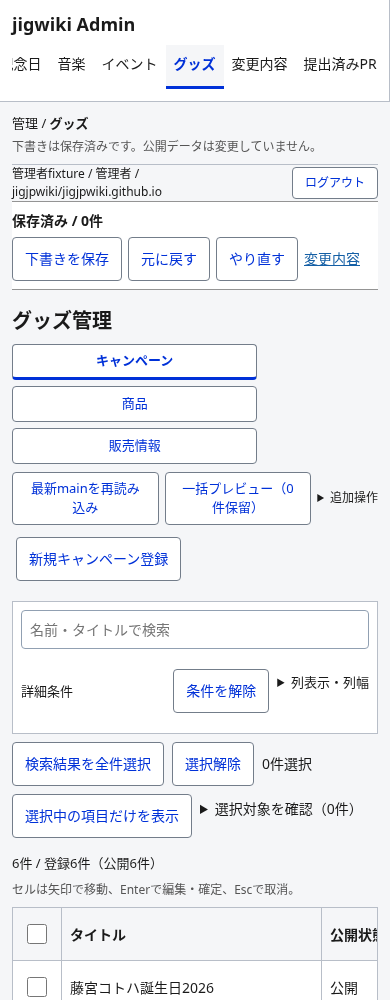 jigwiki Admin
念日 音楽 イベント グッズ 変更内容 提出済みPR
管理 / グッズ
下書きは保存済みです。公開データは変更していません。
管理者fixture / 管理者 /
jigjpwiki/jigjpwiki.github.io
ログアウト
保存済み / 0件
下書きを保存 元に戻す やり直す 変更内容
グッズ管理
キャンペーン
商品
販売情報
最新mainを再読み
込み
一括プレビュー（0
件保留）
▶ 追加操作
新規キャンペーン登録
名前・タイトルで検索
詳細条件 条件を解除 ▶ 列表示・列幅
検索結果を全件選択 選択解除 0件選択
選択中の項目だけを表示 ▶ 選択対象を確認（0件）
6件 / 登録6件（公開6件）
セルは矢印で移動、Enterで編集・確定、Escで取消。
タイトル 公開状態
藤宮コトハ誕生日2026 公開